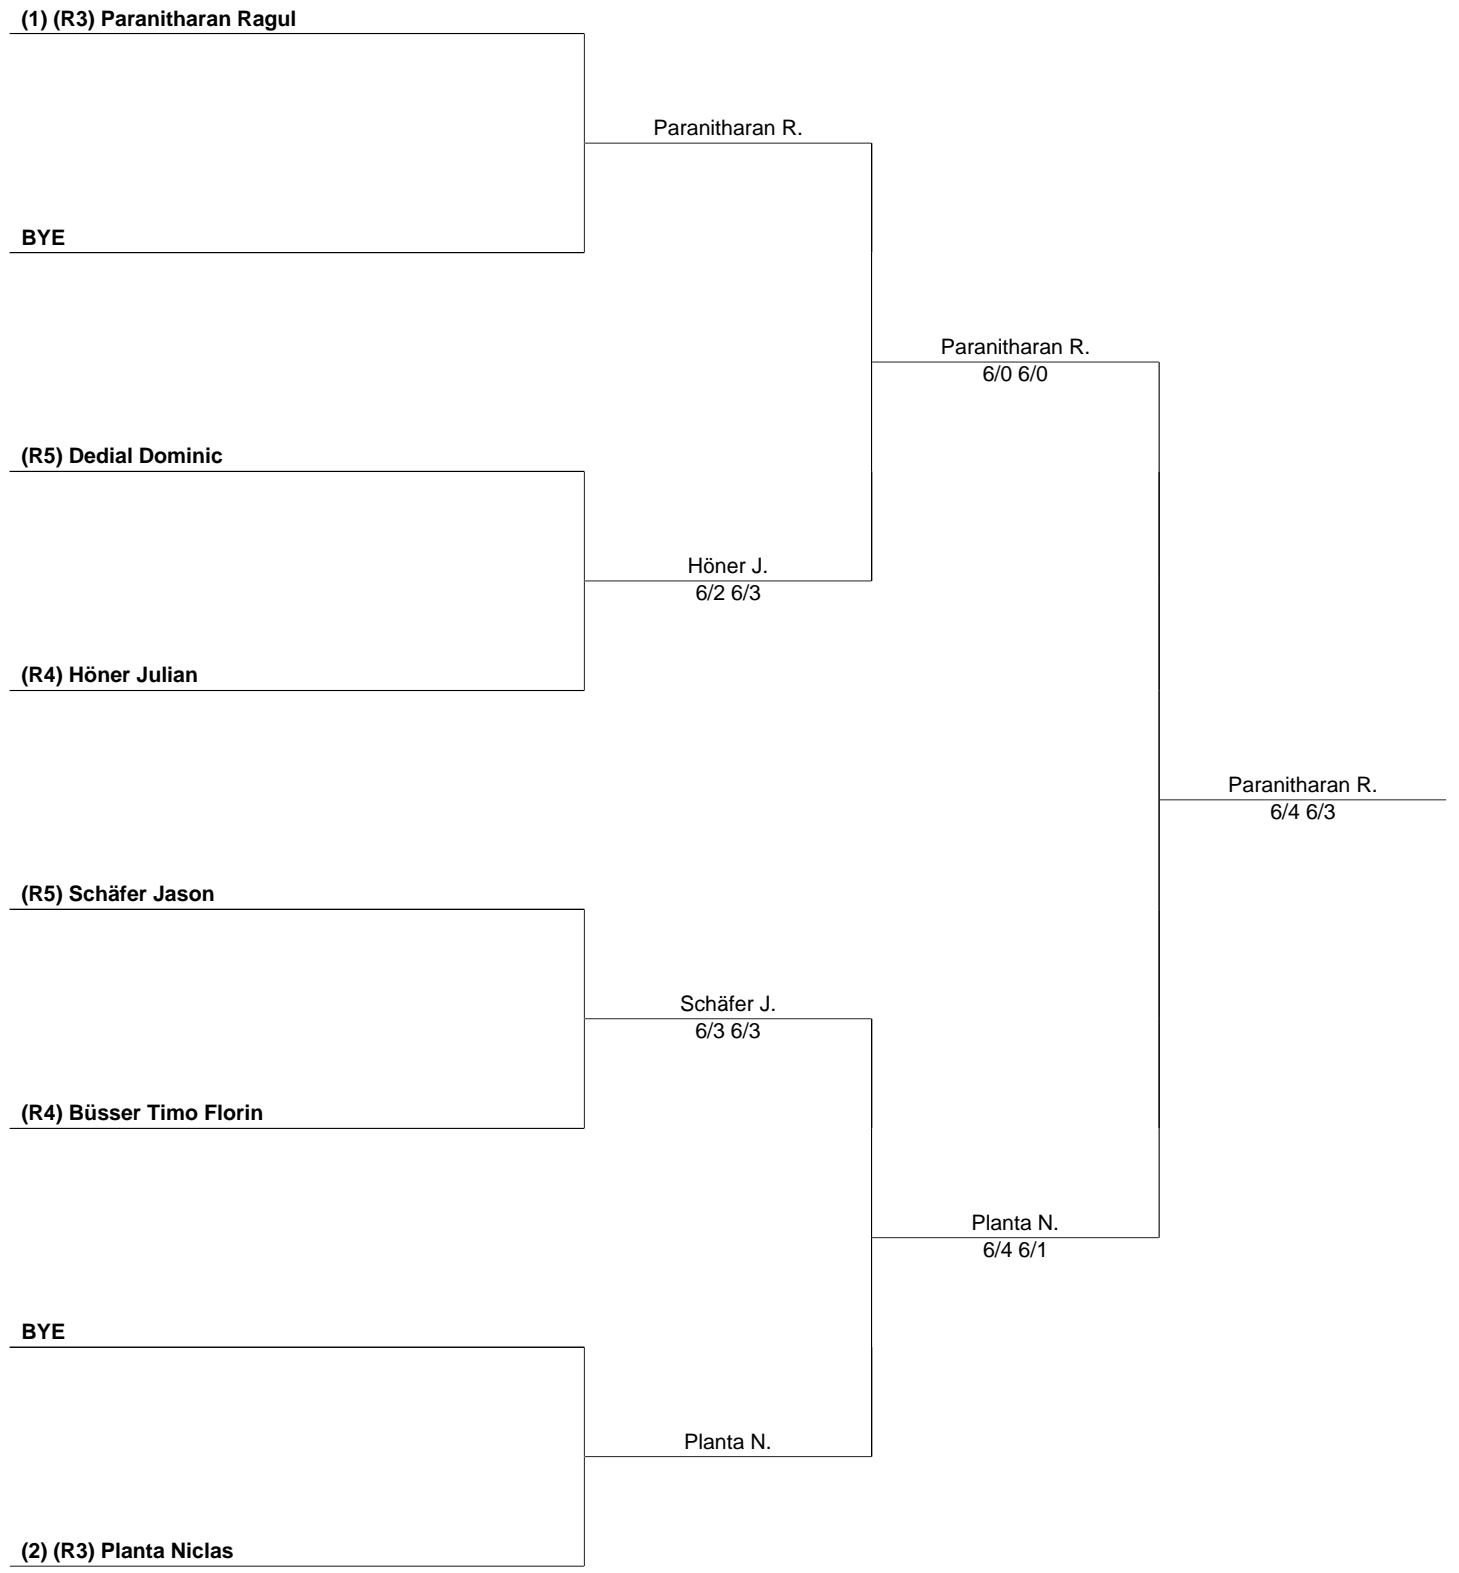 (1) (R3) Paranitharan Ragul
Paranitharan R.
BYE
Paranitharan R.
6/0 6/0
(R5) Dedial Dominic
Höner J.
6/2 6/3
(R4) Höner Julian
Paranitharan R.
6/4 6/3
(R5) Schäfer Jason
Schäfer J.
6/3 6/3
(R4) Büsser Timo Florin
Planta N.
6/4 6/1
BYE
Planta N.
(2) (R3) Planta Niclas